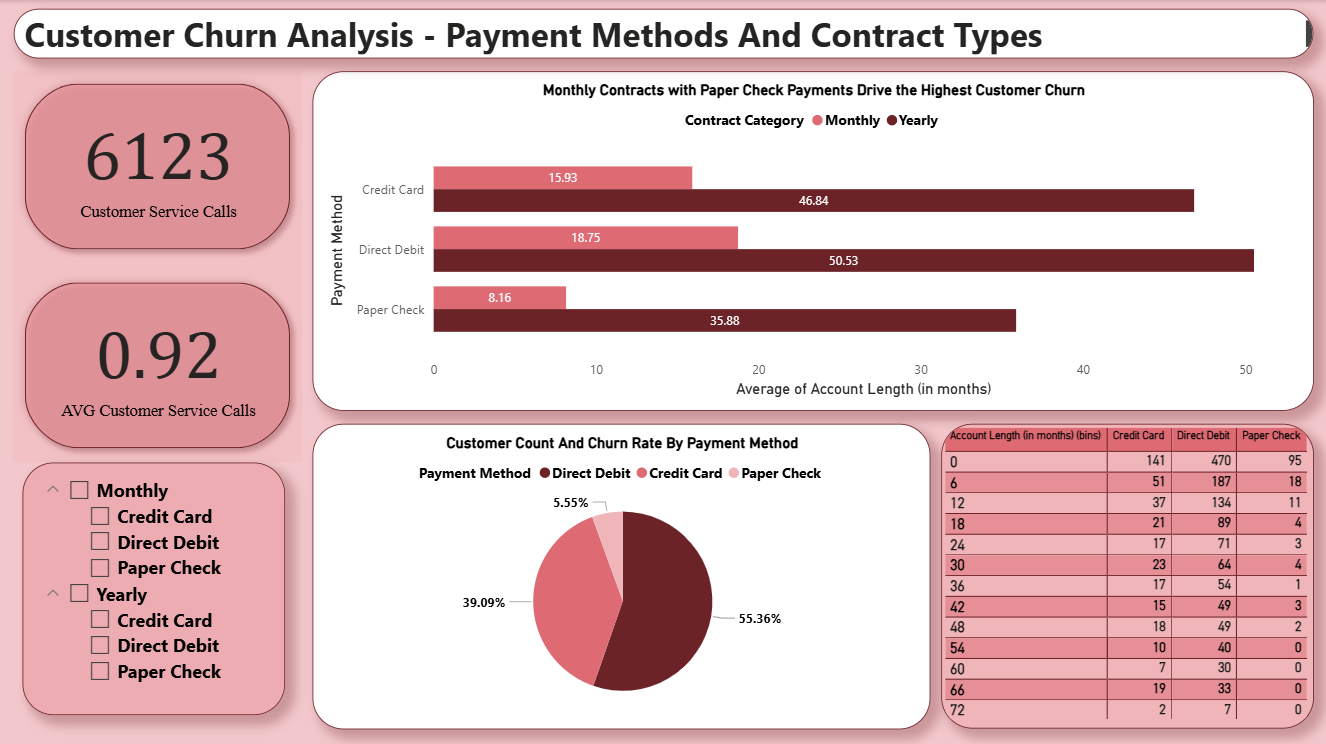 Customer Churn Analysis - Payment Methods And Contract Types
6123
Customer Service Calls
0.92
AVG Customer Service Calls
Monthly
Credit Card
Direct Debit
Paper Check
Yearly
Credit Card
Direct Debit
Paper Check
Monthly Contracts with Paper Check Payments Drive the Highest Customer Churn
Contract Category Monthly Yearly
Payment Method
Credit Card 15.93
46.84
Direct Debit 18.75
50.53
Paper Check 8.16
35.88
0 10 20 30 40 50
Average of Account Length (in months)
Customer Count And Churn Rate By Payment Method
Payment Method Direct Debit Credit Card Paper Check
5.55%
39.09%
55.36%
Account Length (in months) (bins) Credit Card Direct Debit Paper Check
0 141 470 95
6 51 187 18
12 37 134 11
18 21 89 4
24 17 71 3
30 23 64 4
36 17 54 1
42 15 49 3
48 18 49 2
54 10 40 0
60 7 30 0
66 19 33 0
72 2 7 0